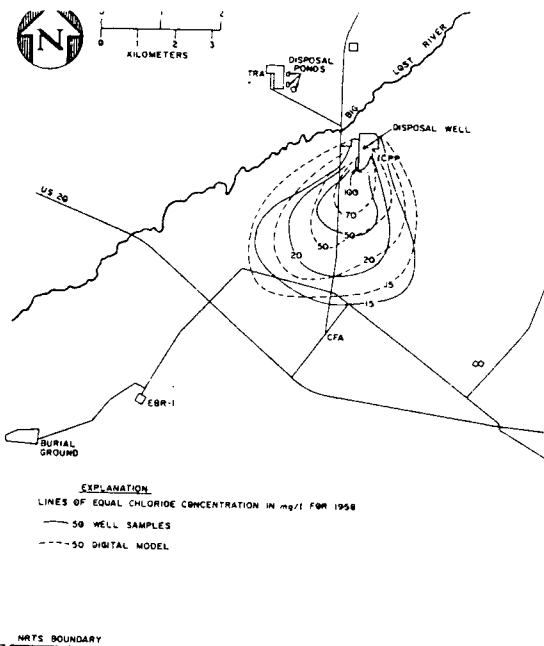 N
0 1 2 3
KILOMETERS
DISPOSAL
PONDS
TRA
BIG
LOST RIVER
DISPOSAL WELL
ICPP
US 20
100
70
50
50
20
20
15
15
CFA
EBR-I
BURIAL
GROUND
EXPLANATION
LINES OF EQUAL CHLORIDE CONCENTRATION IN mg/l FOR 1958
50 WELL SAMPLES
50 DIGITAL MODEL
NRTS BOUNDARY